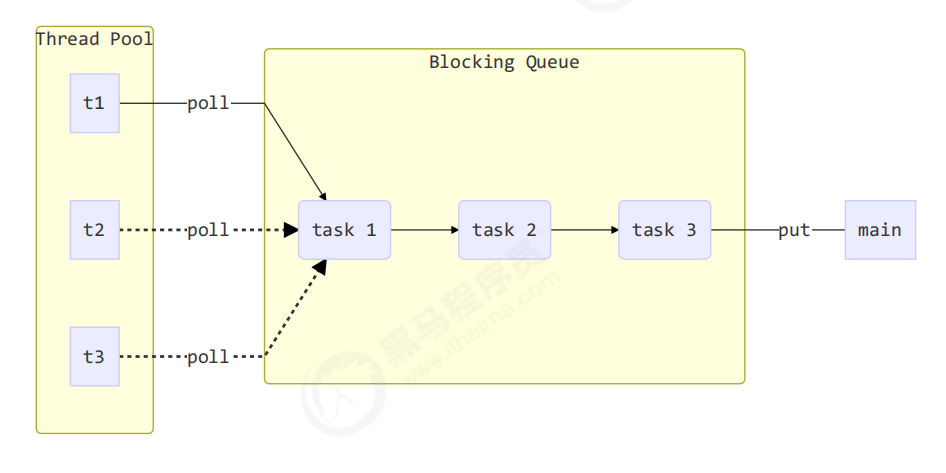 Thread Pool
Blocking Queue
t1
poll
t2
poll
task 1
task 2
task 3
put
main
t3
poll
黑马程序员
www.itheima.com